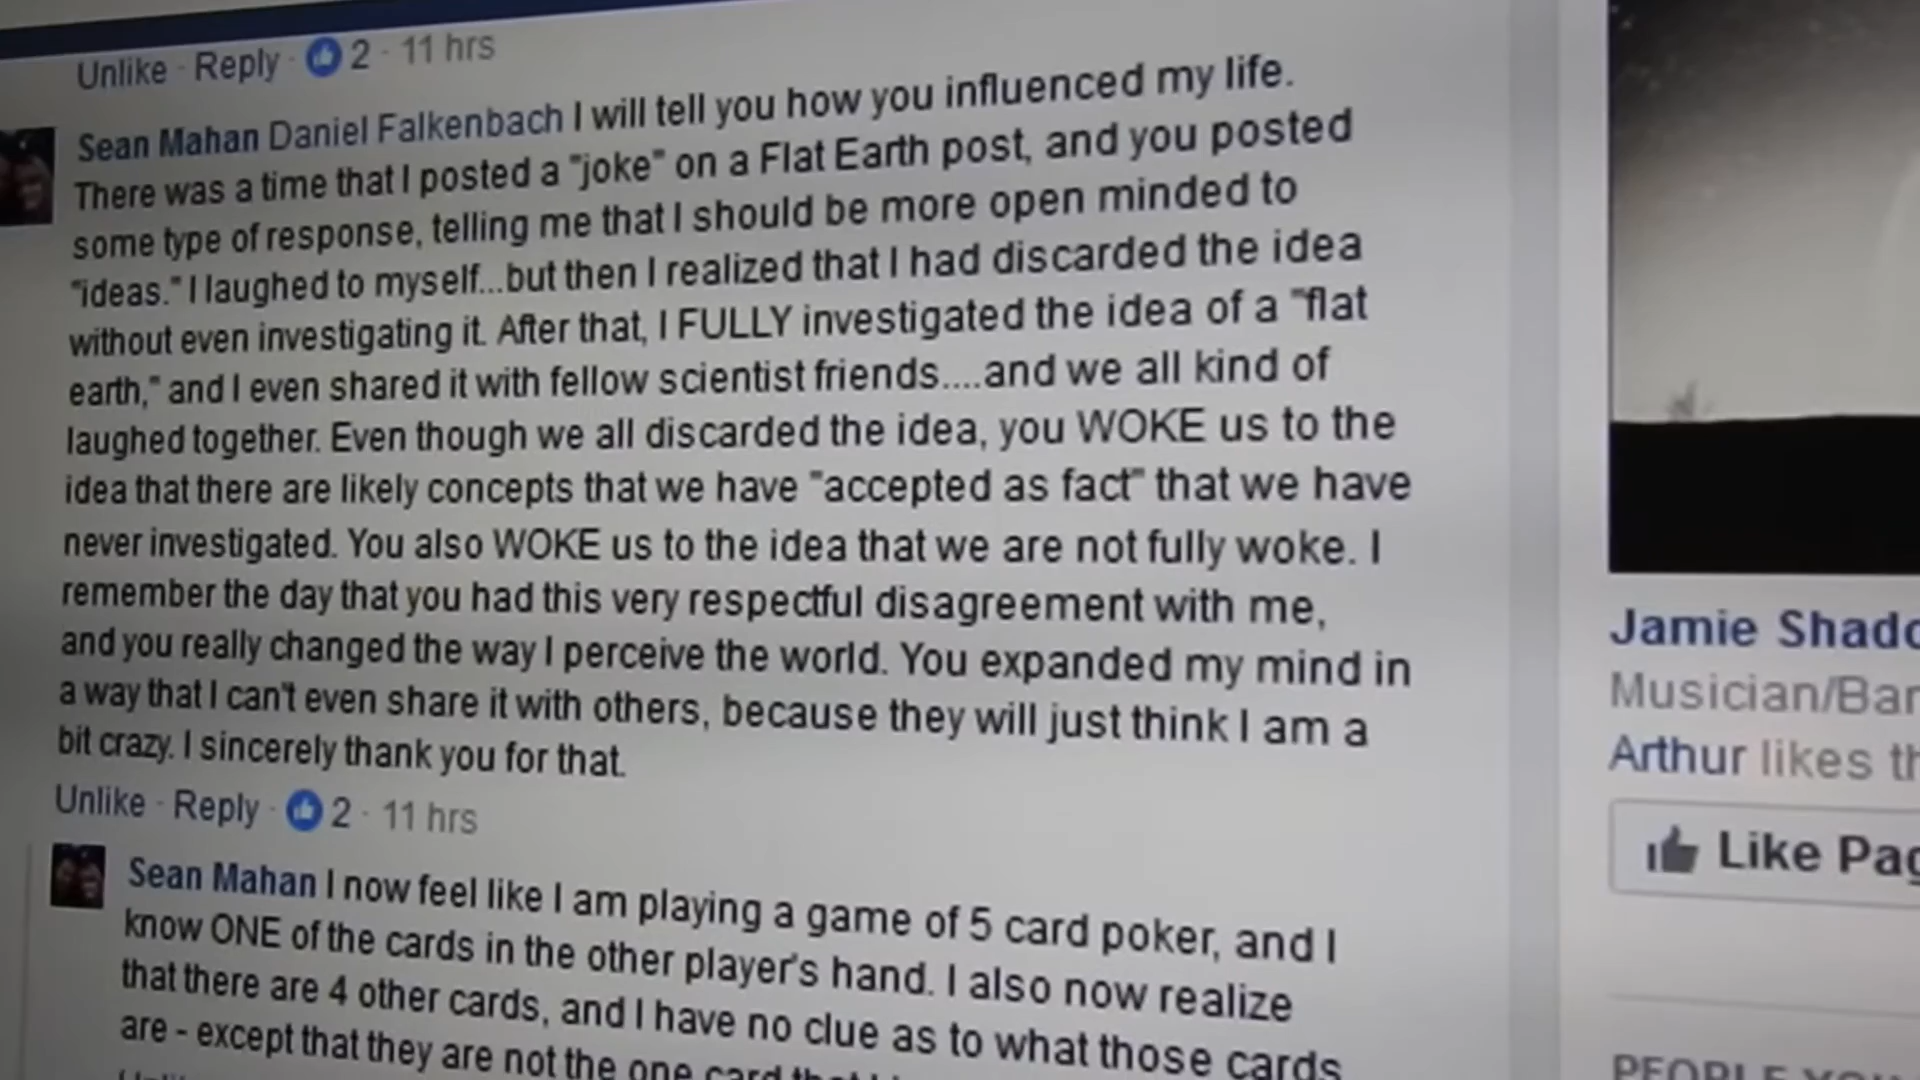 Unlike · Reply · 2 · 11 hrs
Sean Mahan Daniel Falkenbach I will tell you how you influenced my life.
There was a time that I posted a "joke" on a Flat Earth post, and you posted
some type of response, telling me that I should be more open minded to
"ideas." I laughed to myself...but then I realized that I had discarded the idea
without even investigating it. After that, I FULLY investigated the idea of a "flat
earth," and I even shared it with fellow scientist friends....and we all kind of
laughed together. Even though we all discarded the idea, you WOKE us to the
idea that there are likely concepts that we have "accepted as fact" that we have
never investigated. You also WOKE us to the idea that we are not fully woke. I
remember the day that you had this very respectful disagreement with me,
and you really changed the way I perceive the world. You expanded my mind in
a way that I can't even share it with others, because they will just think I am a
bit crazy. I sincerely thank you for that.
Unlike · Reply · 2 · 11 hrs
Sean Mahan I now feel like I am playing a game of 5 card poker, and I
know ONE of the cards in the other player's hand. I also now realize
that there are 4 other cards, and I have no clue as to what those cards
are - except that they are not the one card
Jamie
Musician
Arthur likes
Like
PEOPLE